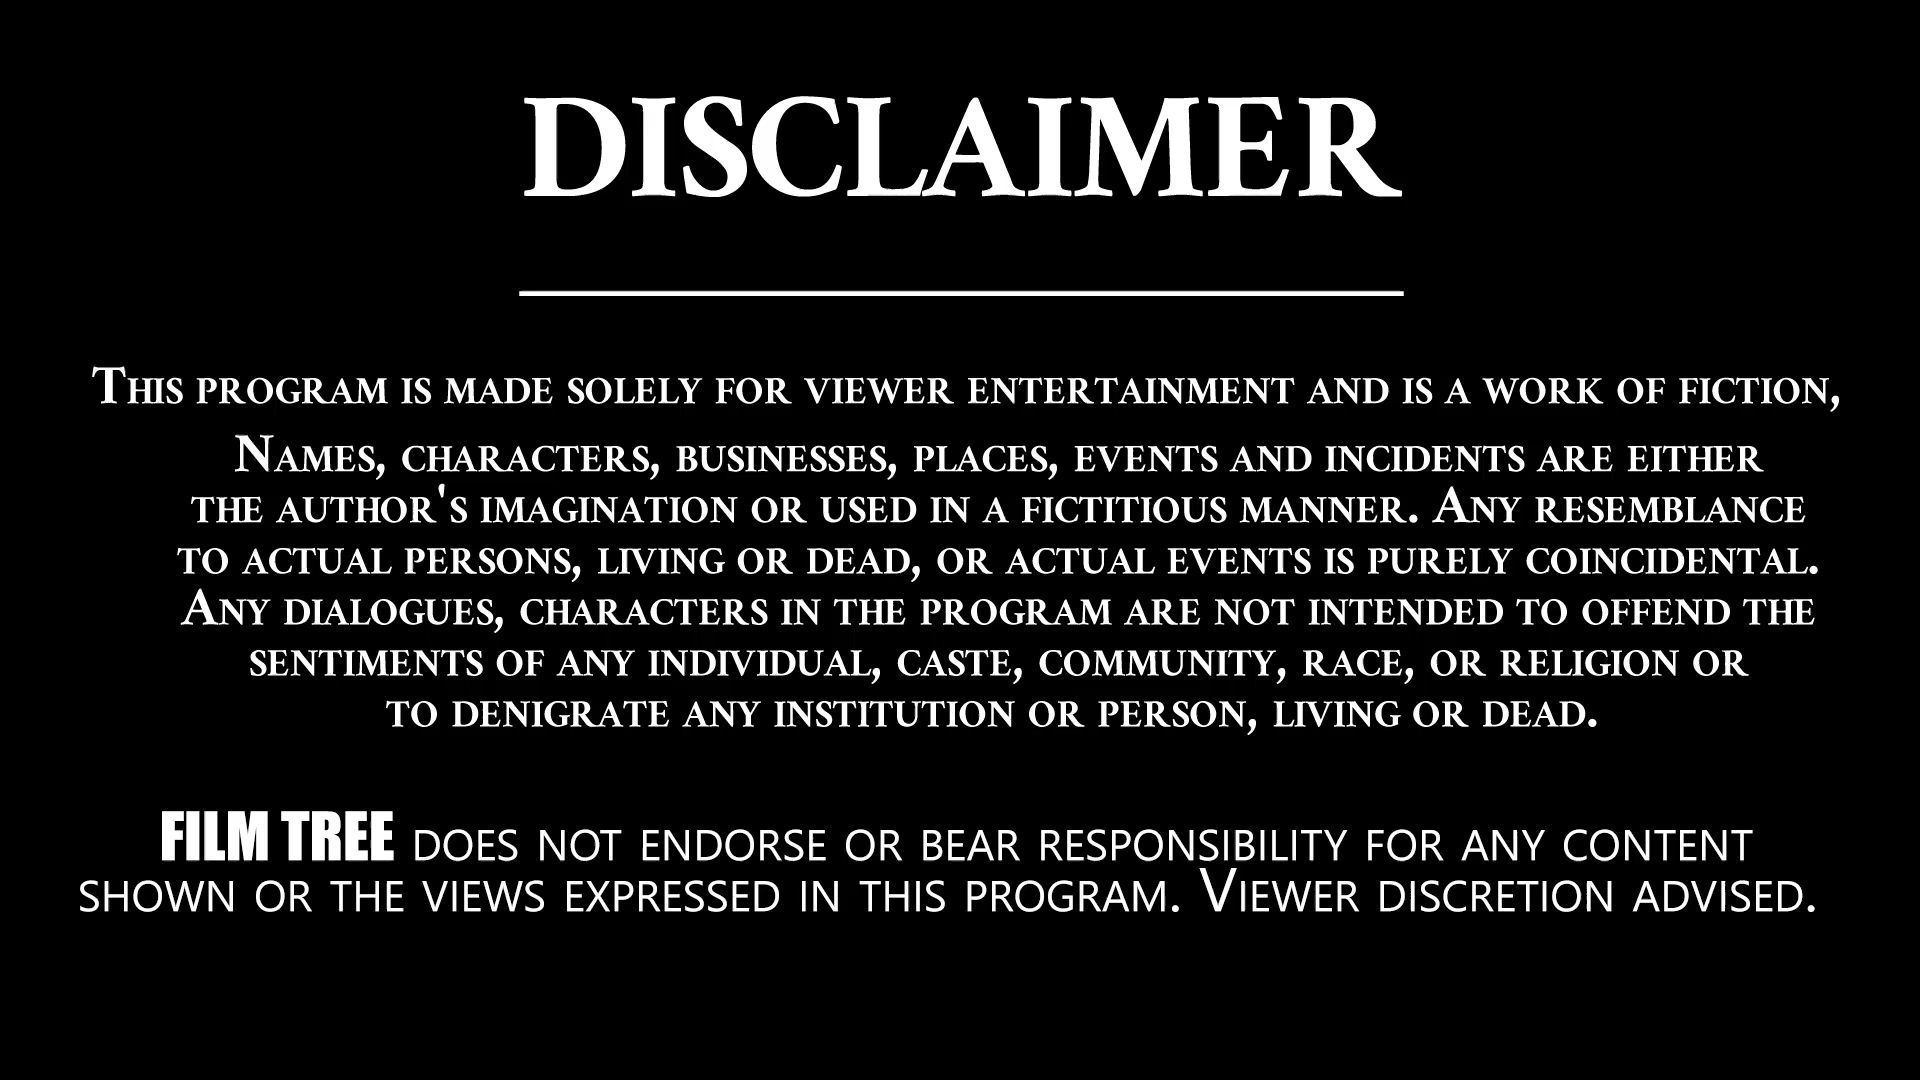 DISCLAIMER
THIS PROGRAM IS MADE SOLELY FOR VIEWER ENTERTAINMENT AND IS A WORK OF FICTION,
NAMES, CHARACTERS, BUSINESSES, PLACES, EVENTS AND INCIDENTS ARE EITHER
THE AUTHOR'S IMAGINATION OR USED IN A FICTITIOUS MANNER. ANY RESEMBLANCE
TO ACTUAL PERSONS, LIVING OR DEAD, OR ACTUAL EVENTS IS PURELY COINCIDENTAL.
ANY DIALOGUES, CHARACTERS IN THE PROGRAM ARE NOT INTENDED TO OFFEND THE
SENTIMENTS OF ANY INDIVIDUAL, CASTE, COMMUNITY, RACE, OR RELIGION OR
TO DENIGRATE ANY INSTITUTION OR PERSON, LIVING OR DEAD.
FILM TREE DOES NOT ENDORSE OR BEAR RESPONSIBILITY FOR ANY CONTENT
SHOWN OR THE VIEWS EXPRESSED IN THIS PROGRAM. VIEWER DISCRETION ADVISED.